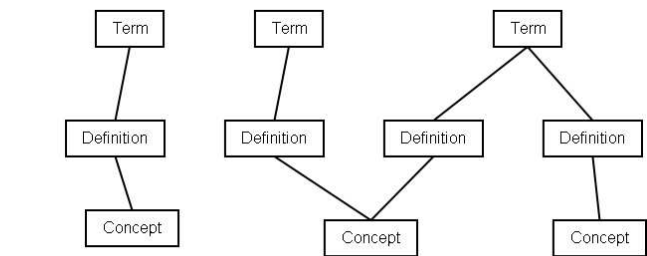 Term
Term
Term
Definition
Definition
Definition
Definition
Concept
Concept
Concept